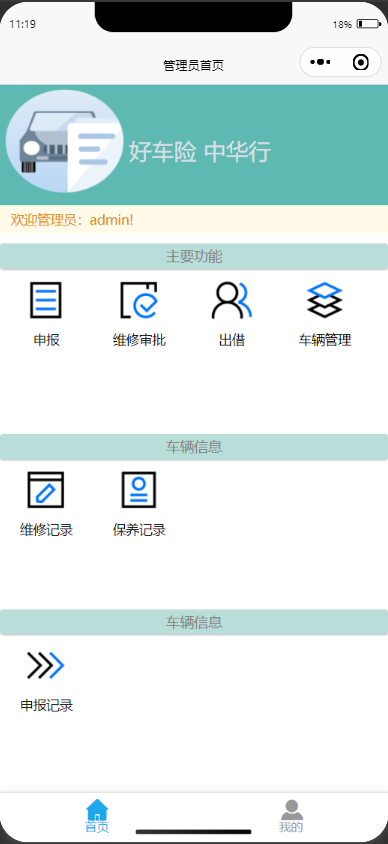 11:19
18%
管理员首页
好车险 中华行
欢迎管理员：admin!
主要功能
申报 维修审批 出借 车辆管理
车辆信息
维修记录 保养记录
车辆信息
申报记录
首页 我的